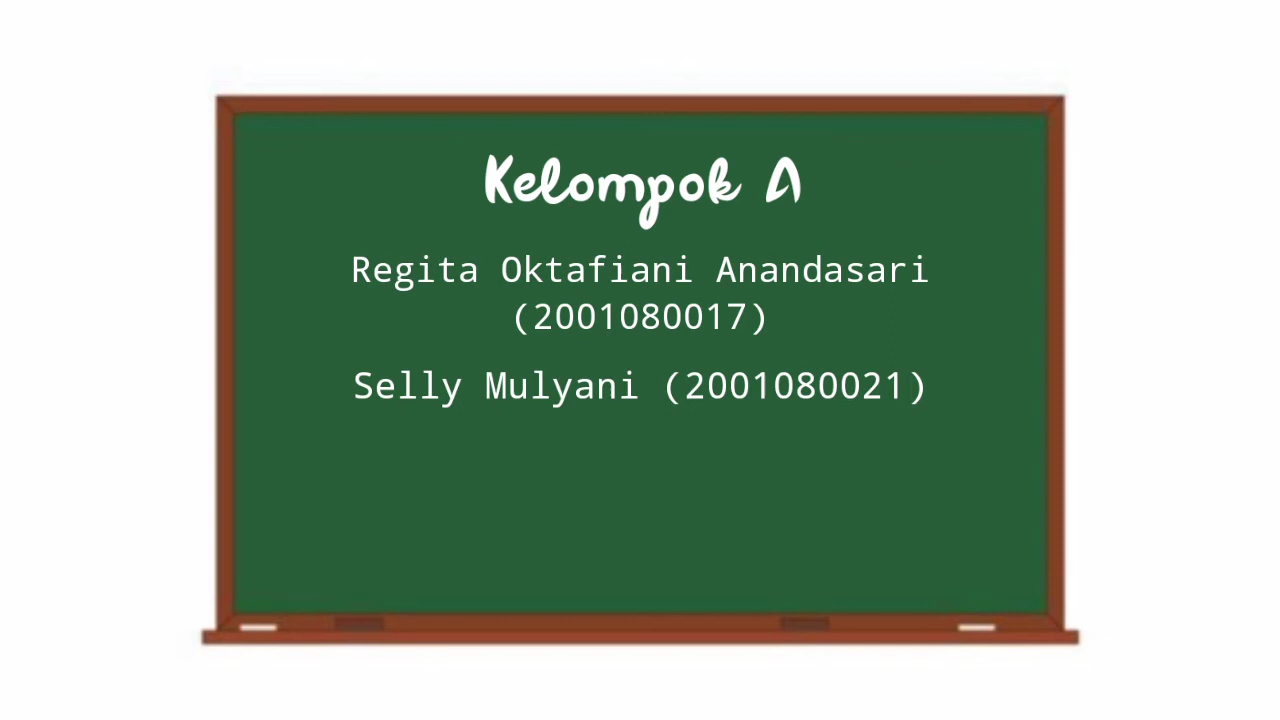 Kelompok A
Regita Oktafiani Anandasari
(2001080017)
Selly Mulyani (2001080021)